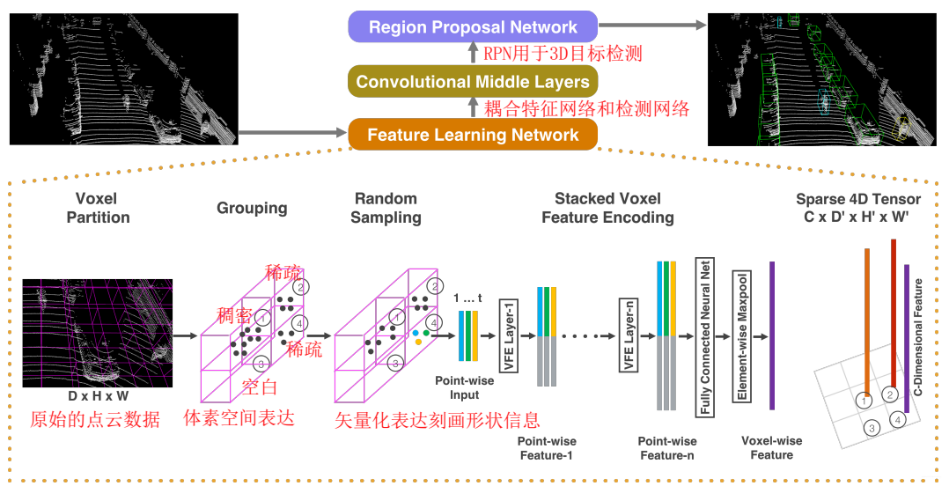 Region Proposal Network
RPN用于3D目标检测
Convolutional Middle Layers
耦合特征网络和检测网络
Feature Learning Network
Voxel
Partition
Grouping
Random
Sampling
Stacked Voxel
Feature Encoding
Sparse 4D Tensor
C x D' x H' x W'
稀疏
2
稠密
1
4
稀疏
3
空白
2
1
4
3
1 ... t
VFE Layer-1
VFE Layer-n
Fully Connected Neural Net
Element-wise Maxpool
C-Dimensional Feature
1
2
3
4
D x H x W
原始的点云数据
体素空间表达
矢量化表达刻画形状信息
Point-wise
Input
Point-wise
Feature-1
Point-wise
Feature-n
Voxel-wise
Feature